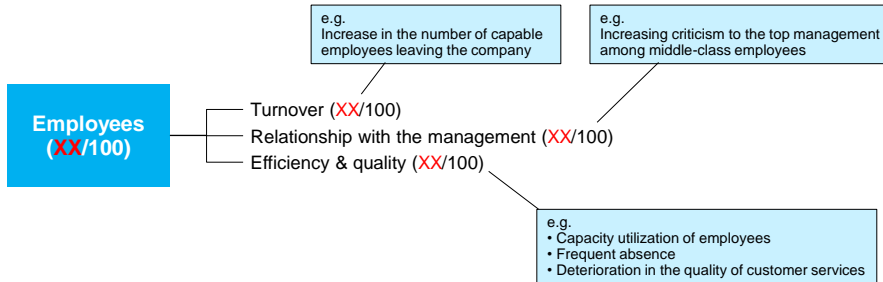 e.g.
Increase in the number of capable
employees leaving the company
e.g.
Increasing criticism to the top management
among middle-class employees
Employees
(XX/100)
Turnover (XX/100)
Relationship with the management (XX/100)
Efficiency & quality (XX/100)
e.g.
• Capacity utilization of employees
• Frequent absence
• Deterioration in the quality of customer services